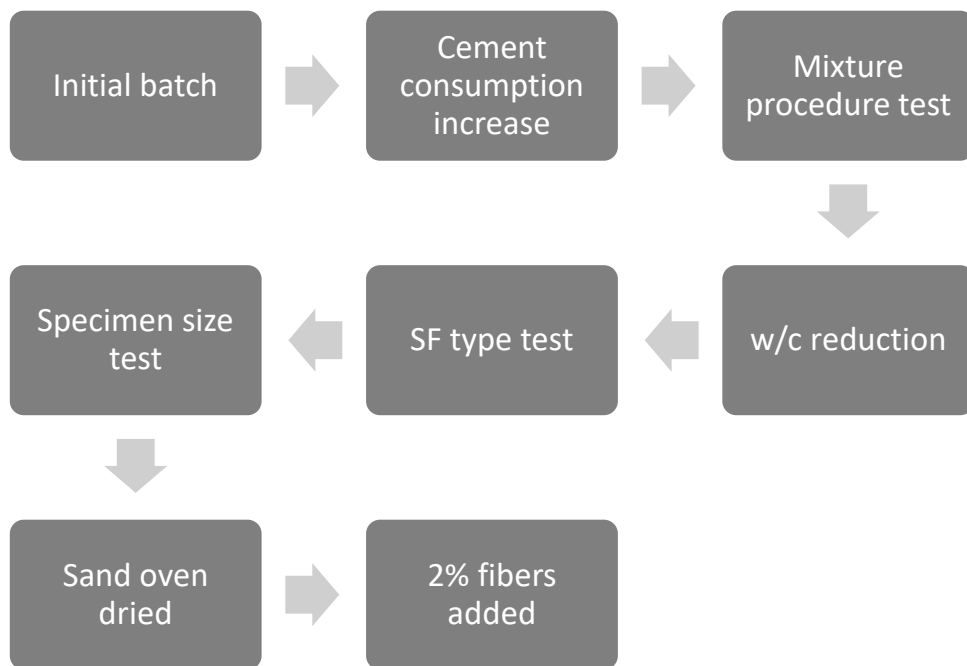 Initial batch
Cement
consumption
increase
Mixture
procedure test
w/c reduction
SF type test
Specimen size
test
Sand oven
dried
2% fibers
added